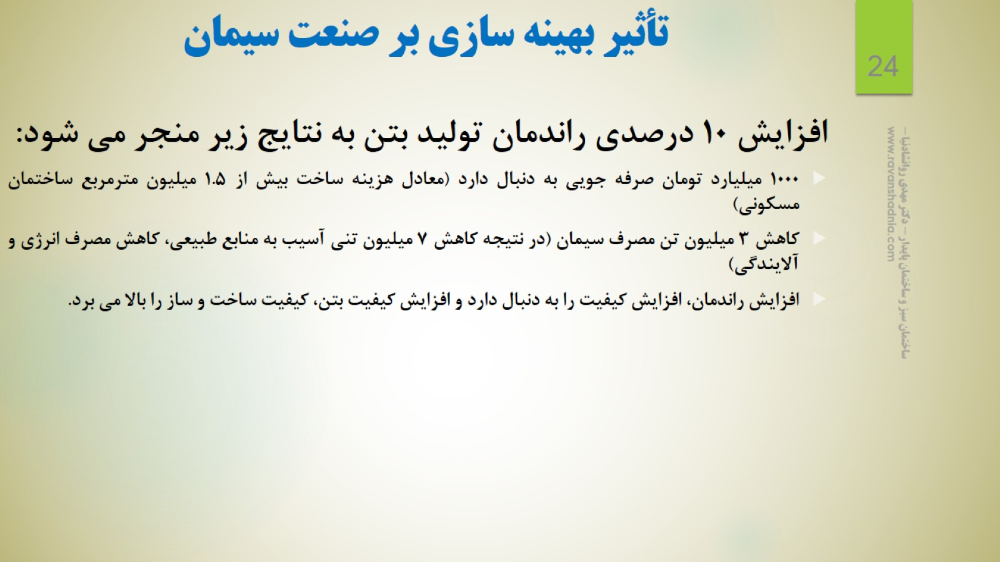 تأثیر بهینه سازی بر صنعت سیمان
24
افزایش ۱۰ درصدی راندمان تولید بتن به نتایج زیر منجر می شود:
۱۰۰۰ میلیارد تومان صرفه جویی به دنبال دارد (معادل هزینه ساخت بیش از ۱.۵ میلیون مترمربع ساختمان
مسکونی)
کاهش ۳ میلیون تن مصرف سیمان (در نتیجه کاهش ۷ میلیون تنی آسیب به منابع طبیعی، کاهش مصرف انرژی و
آلایندگی)
افزایش راندمان، افزایش کیفیت را به دنبال دارد و افزایش کیفیت بتن، کیفیت ساخت و ساز را بالا می برد.
ساختمان سبز و ساختمان پایدار – دکتر مهدی روانشادنیا –
www.ravanshadnia.com